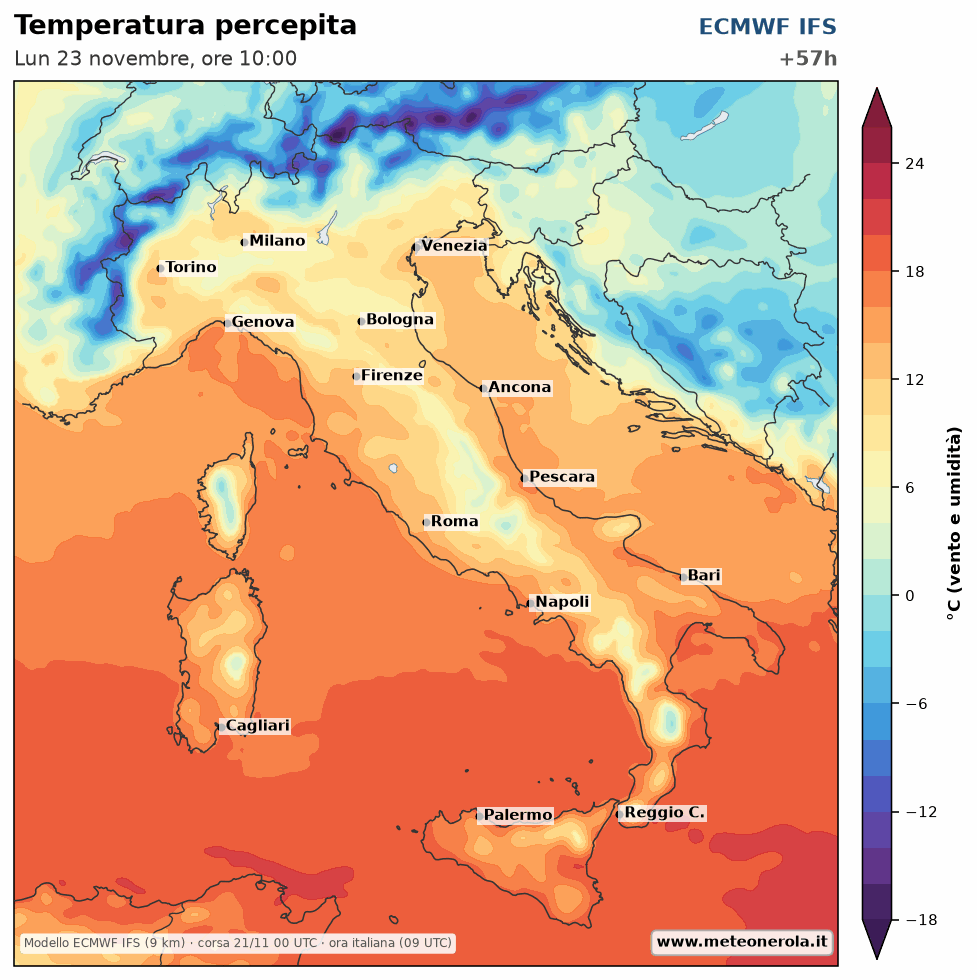 Temperatura percepita
ECMWF IFS
Lun 23 novembre, ore 10:00
+57h
Milano
Venezia
Torino
Genova
Bologna
Firenze
Ancona
Pescara
Roma
Bari
Napoli
Cagliari
Palermo
Reggio C.
24
18
12
6
0
−6
−12
−18
°C (vento e umidità)
Modello ECMWF IFS (9 km) · corsa 21/11 00 UTC · ora italiana (09 UTC)
www.meteonerola.it